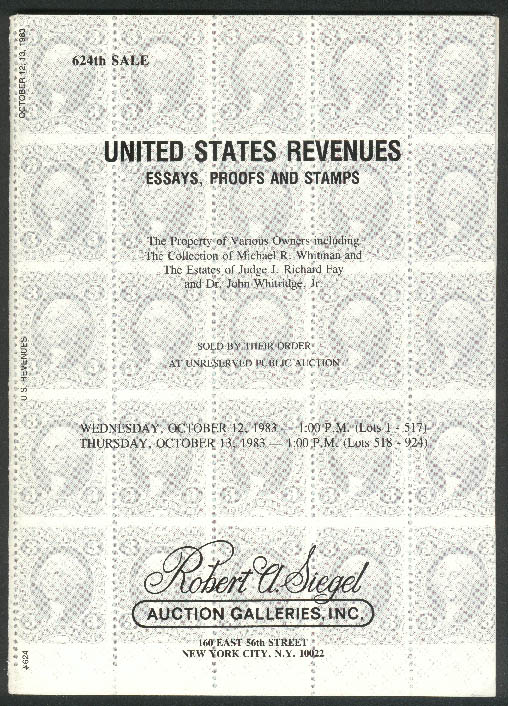 OCTOBER 12, 13, 1983
U.S. REVENUES
#624
624th SALE
UNITED STATES REVENUES
ESSAYS, PROOFS AND STAMPS
The Property of Various Owners including
The Collection of Michael R. Whitman and
The Estates of Judge J. Richard Fay
and Dr. John Whitridge, Jr.
SOLD BY THEIR ORDER
AT UNRESERVED PUBLIC AUCTION
WEDNESDAY, OCTOBER 12, 1983 — 1:00 P.M. (Lots 1 - 517)
THURSDAY, OCTOBER 13, 1983 — 1:00 P.M. (Lots 518 - 924)
Robert A. Siegel
AUCTION GALLERIES, INC.
160 EAST 56th STREET
NEW YORK CITY, N.Y. 10022